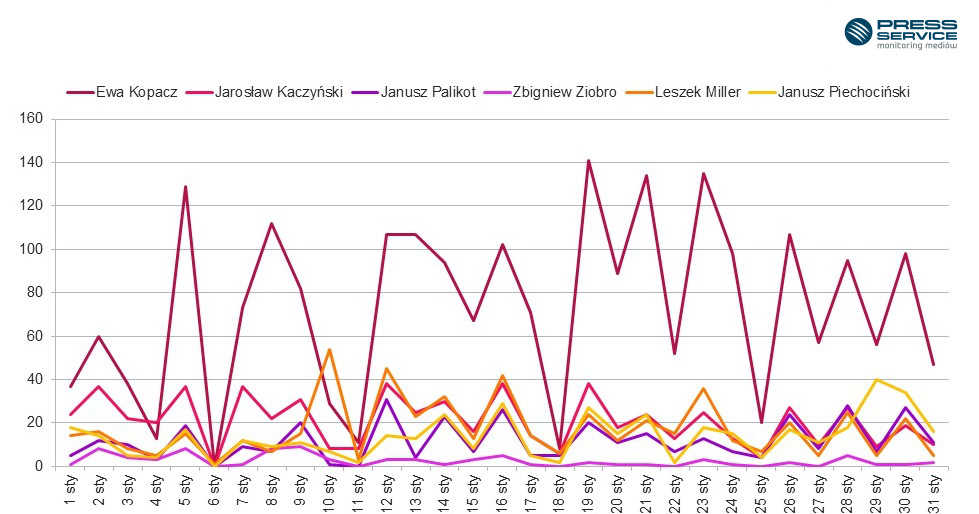 PRESS
SERVICE
monitoring mediów
Ewa Kopacz Jarosław Kaczyński Janusz Palikot Zbigniew Ziobro Leszek Miller Janusz Piechociński
160
140
120
100
80
60
40
20
0
1 sty 2 sty 3 sty 4 sty 5 sty 6 sty 7 sty 8 sty 9 sty 10 sty 11 sty 12 sty 13 sty 14 sty 15 sty 16 sty 17 sty 18 sty 19 sty 20 sty 21 sty 22 sty 23 sty 24 sty 25 sty 26 sty 27 sty 28 sty 29 sty 30 sty 31 sty